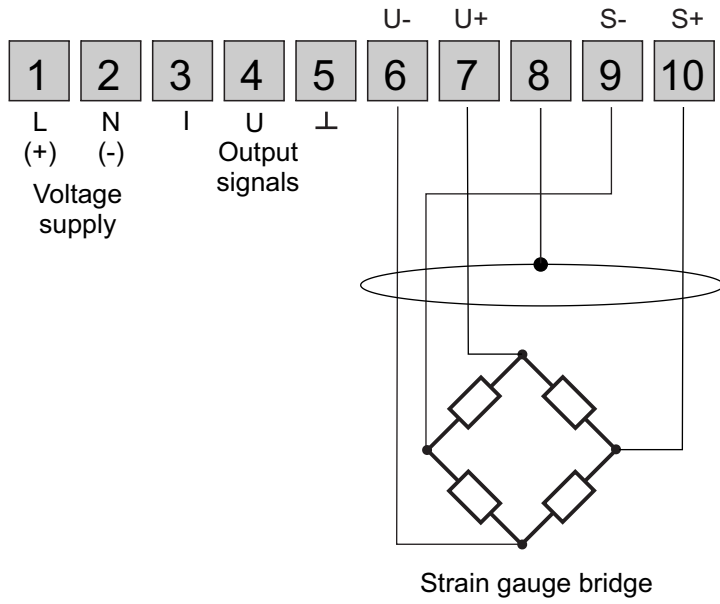 U- U+ S- S+
1 2 3 4 5 6 7 8 9 10
L N I U ⊥
(+) (-) Output
signals
Voltage
supply
Strain gauge bridge